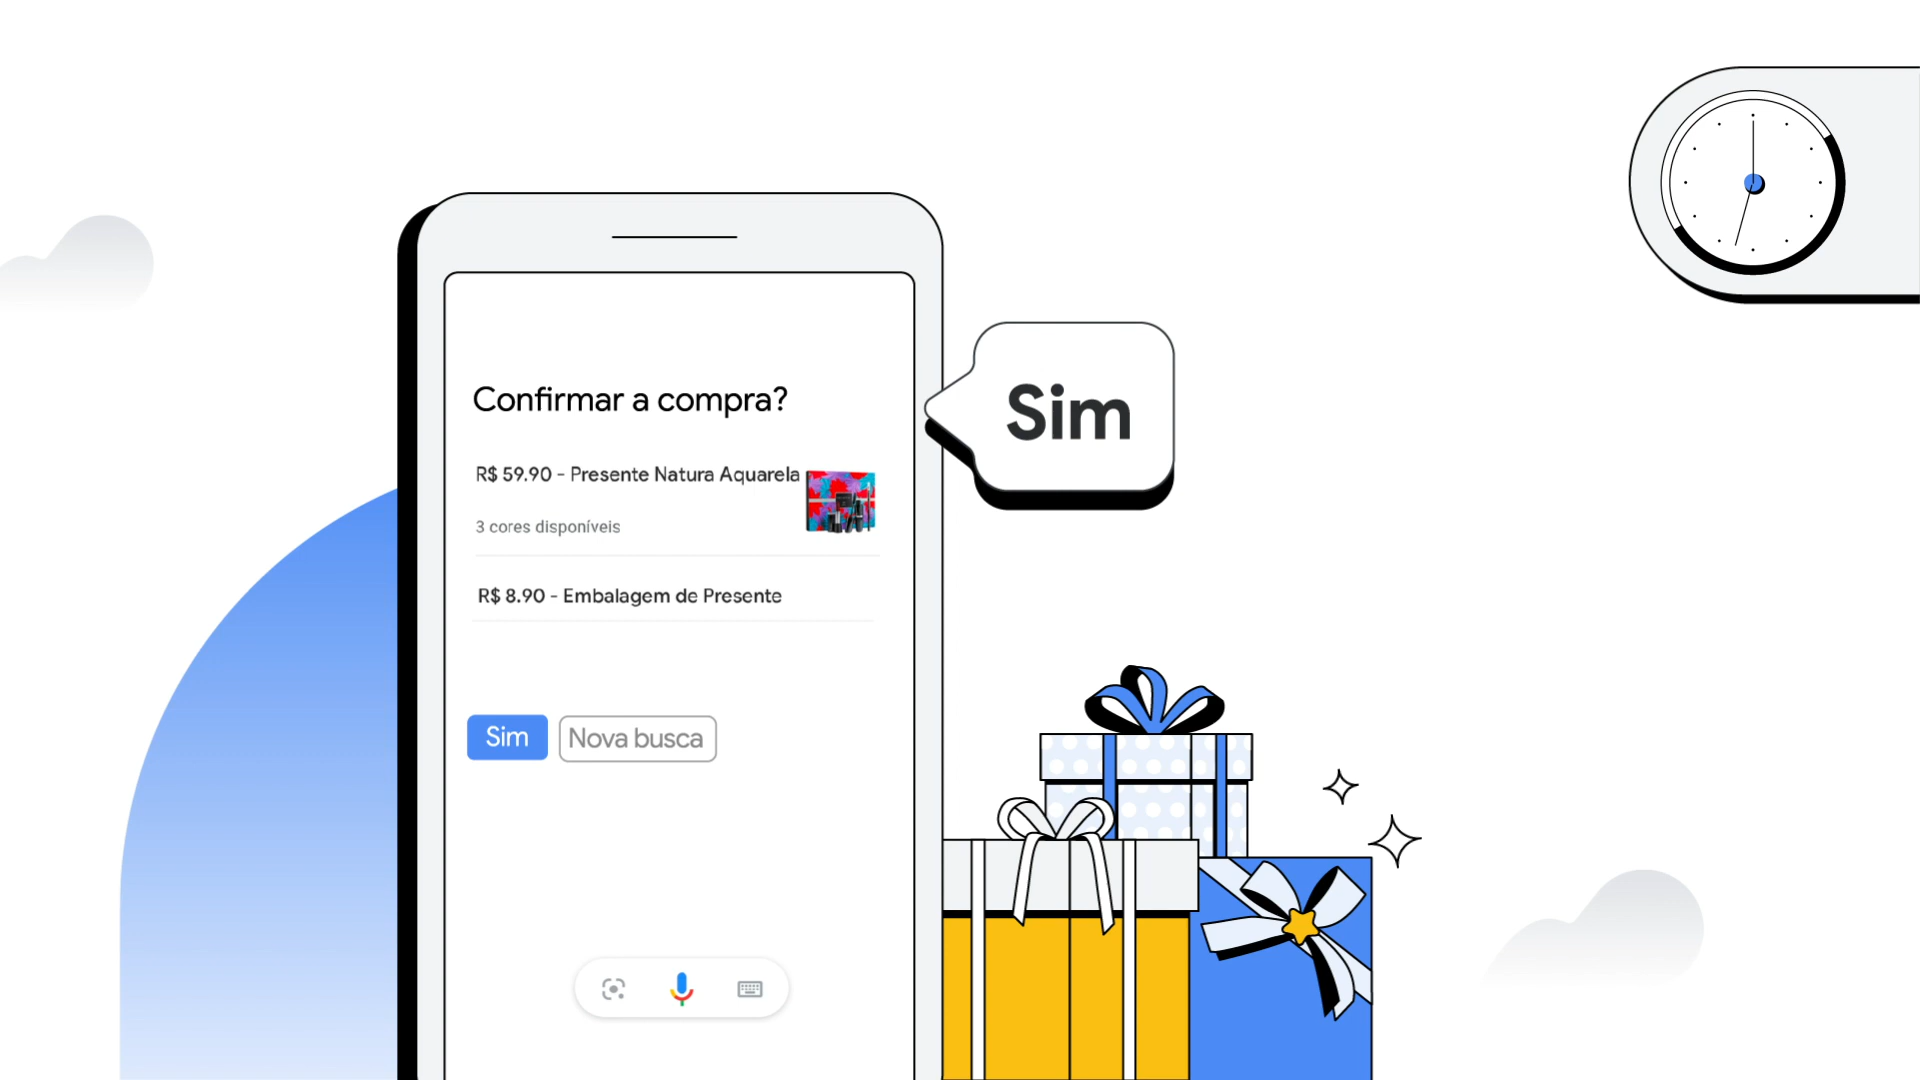 Confirmar a compra?
Sim
R$ 59.90 - Presente Natura Aquarela
3 cores disponíveis
R$ 8.90 - Embalagem de Presente
Sim
Nova busca